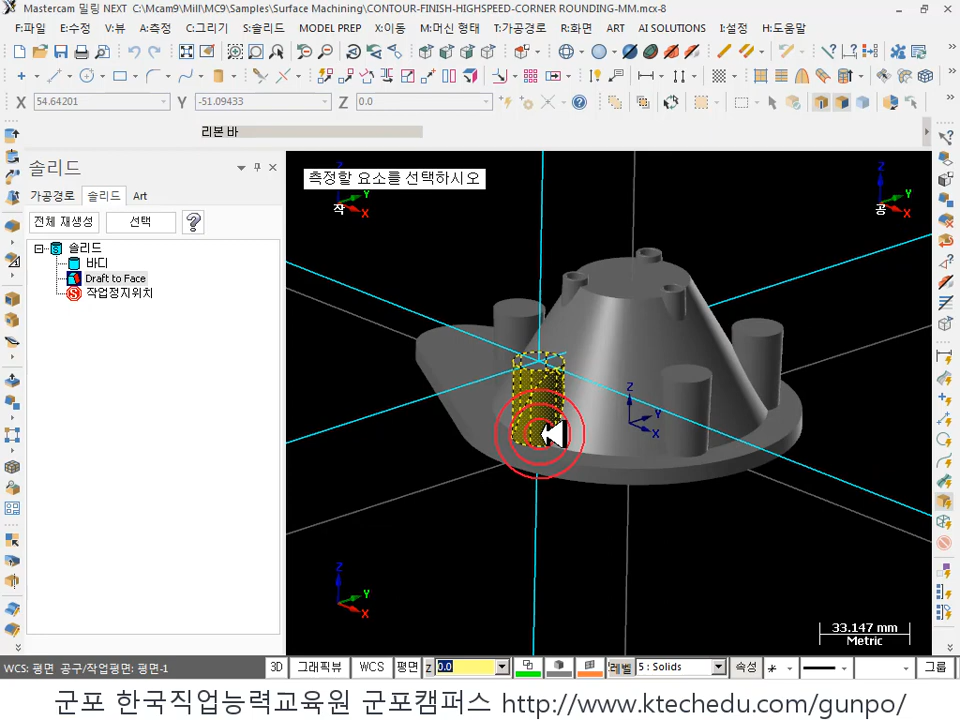 Mastercam 밀링 NEXT V:\Mcam9\Mill\MC9\Samples\Surface Machining\CONTOUR-FINISH-HIGHSPEED-CORNER ROUNDING-MM.mcx-8
F:파일 E:수정 V:뷰 A:측정 C:그리기 S:솔리드 MODEL PREP X:이동 M:머신 형태 T:가공경로 R:화면 ART AI SOLUTIONS I:설정 H:도움말
X 54.64201 Y -51.09433 Z 0.0
리본 바
솔리드
측정할 요소를 선택하시오
가공경로 솔리드 Art
전체 재생성 선택
솔리드
바디
Draft to Face
작업정지위치
Z Y X 작
Z Y X 공
Z Y X
Z Y X
33.147 mm
Metric
WCS: 평면 공구/작업평면: 평면-1 3D 그래픽뷰 WCS 평면 Z 0.0 레벨 5 : Solids 속성 그룹
군포 한국직업능력교육원 군포캠퍼스 http://www.ktechedu.com/gunpo/